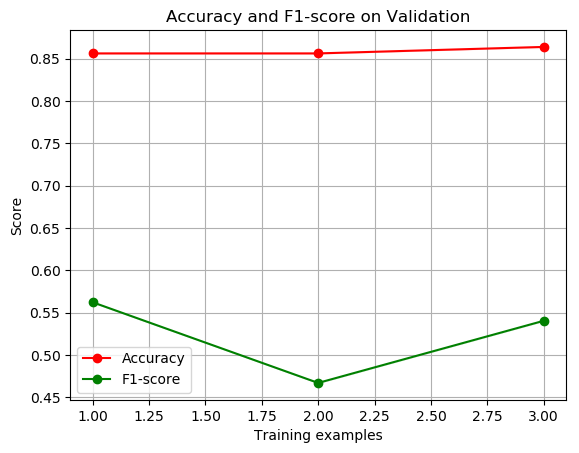 Accuracy and F1-score on Validation
Score
0.85
0.80
0.75
0.70
0.65
0.60
0.55
0.50
0.45
Accuracy
F1-score
1.00 1.25 1.50 1.75 2.00 2.25 2.50 2.75 3.00
Training examples